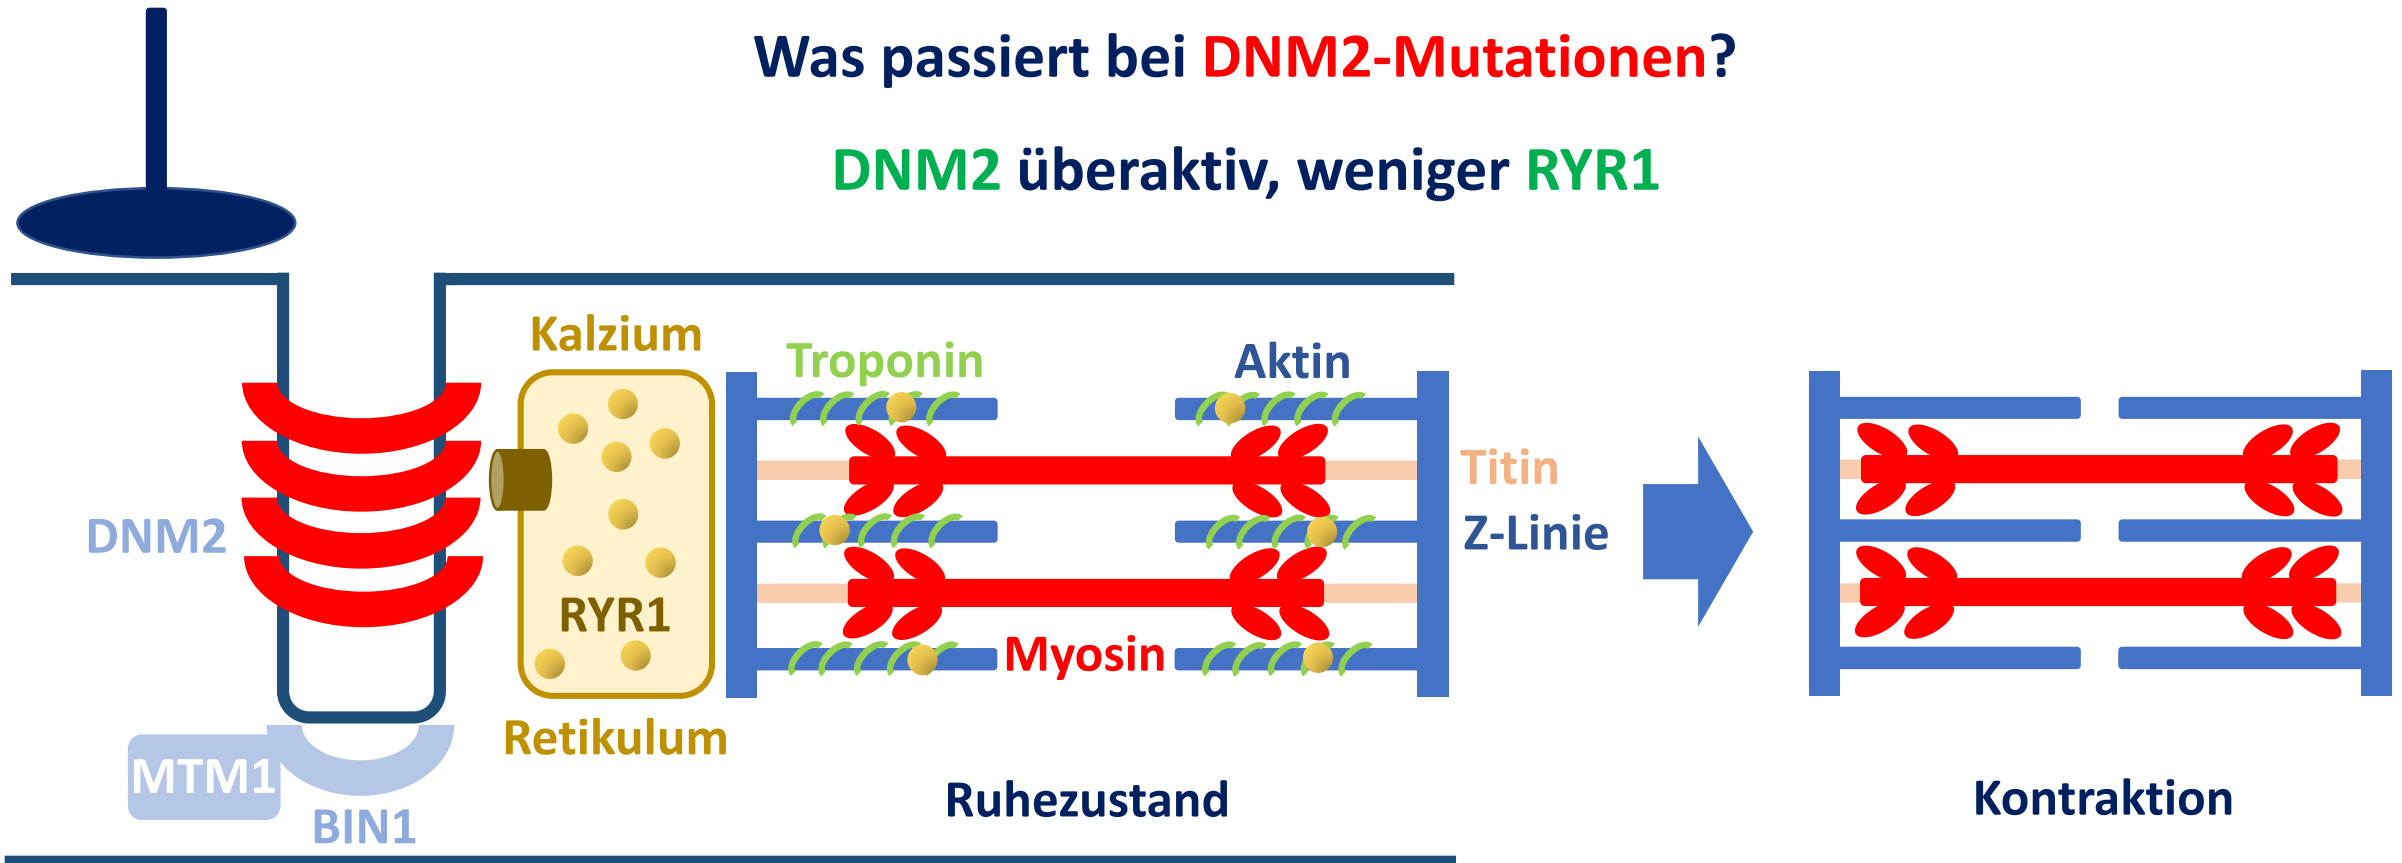 Was passiert bei DNM2-Mutationen?
DNM2 überaktiv, weniger RYR1
Kalzium
Troponin
Aktin
Titin
Z-Linie
DNM2
RYR1
Myosin
Retikulum
MTM1
BIN1
Ruhezustand
Kontraktion